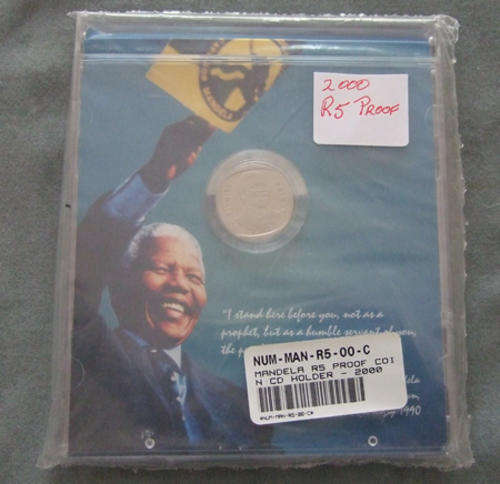 2000
R5 PROOF
"I stand here before you, not as a
prophet, but as a humble servant of you,
the p
NUM-MAN-R5-00-C
MANDELA R5 PROOF COI
N CD HOLDER - 2000
1990